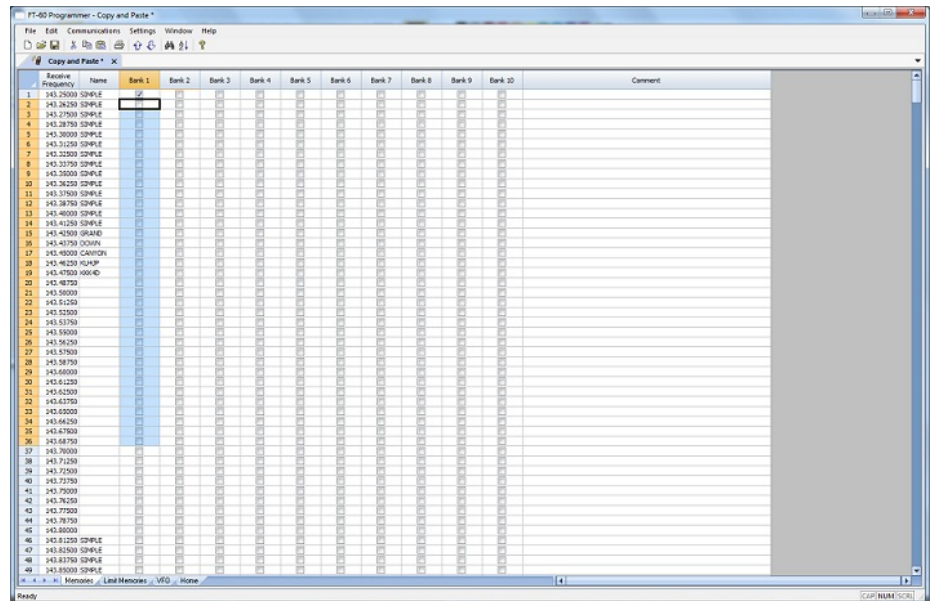 FT-60 Programmer - Copy and Paste *
File Edit Communications Settings Window Help
Copy and Paste * X
Receive Frequency Name Bank 1 Bank 2 Bank 3 Bank 4 Bank 5 Bank 6 Bank 7 Bank 8 Bank 9 Bank 10 Comment
1 143.25000 SIMPLE
2 143.26250 SIMPLE
3 143.27500 SIMPLE
4 143.28750 SIMPLE
5 143.30000 SIMPLE
6 143.31250 SIMPLE
7 143.32500 SIMPLE
8 143.33750 SIMPLE
9 143.35000 SIMPLE
10 143.36250 SIMPLE
11 143.37500 SIMPLE
12 143.38750 SIMPLE
13 143.40000 SIMPLE
14 143.41250 SIMPLE
15 143.42500 GRAND
16 143.43750 DOWN
17 143.45000 CANYON
18 143.46250
19 143.47500
20 143.48750
21 143.50000
22 143.51250
23 143.52500
24 143.53750
25 143.55000
26 143.56250
27 143.57500
28 143.58750
29 143.60000
30 143.61250
31 143.62500
32 143.63750
33 143.65000
34 143.66250
35 143.67500
36 143.68750
37 143.70000
38 143.71250
39 143.72500
40 143.73750
41 143.75000
42 143.76250
43 143.77500
44 143.78750
45 143.80000
46 143.81250 SIMPLE
47 143.82500 SIMPLE
48 143.83750 SIMPLE
49 143.85000 SIMPLE
Memories Limit Memories VFO Home
Ready CAP NUM SCRL